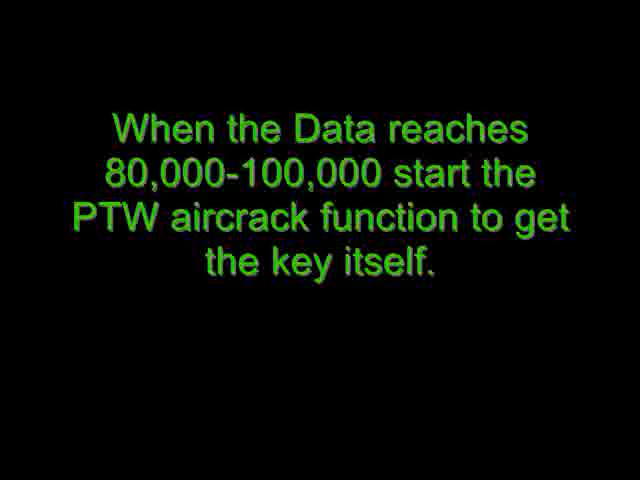 When the Data reaches
80,000-100,000 start the
PTW aircrack function to get
the key itself.